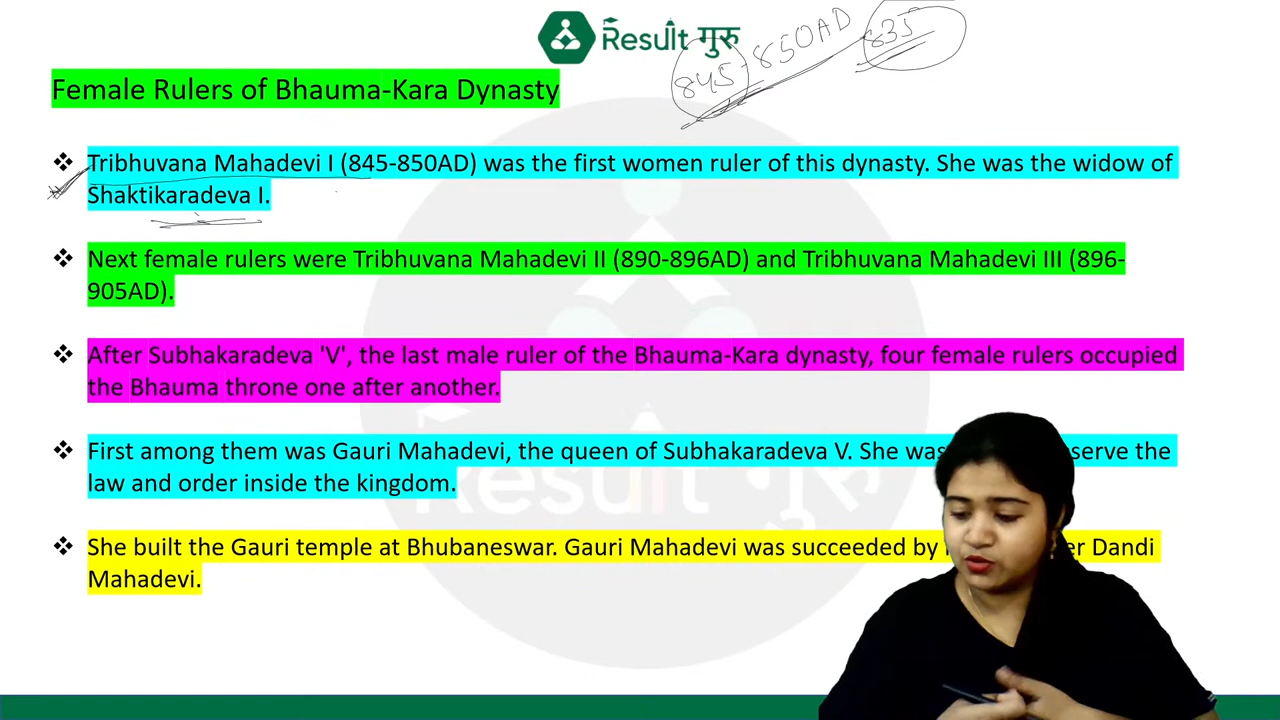 Result गुरु
845-850AD
835
Female Rulers of Bhauma-Kara Dynasty
❖ Tribhuvana Mahadevi I (845-850AD) was the first women ruler of this dynasty. She was the widow of
Shaktikaradeva I.
❖ Next female rulers were Tribhuvana Mahadevi II (890-896AD) and Tribhuvana Mahadevi III (896-
905AD).
❖ After Subhakaradeva 'V', the last male ruler of the Bhauma-Kara dynasty, four female rulers occupied
the Bhauma throne one after another.
❖ First among them was Gauri Mahadevi, the queen of Subhakaradeva V. She was serve the
law and order inside the kingdom.
❖ She built the Gauri temple at Bhubaneswar. Gauri Mahadevi was succeeded by Dandi
Mahadevi.
Result गुरु